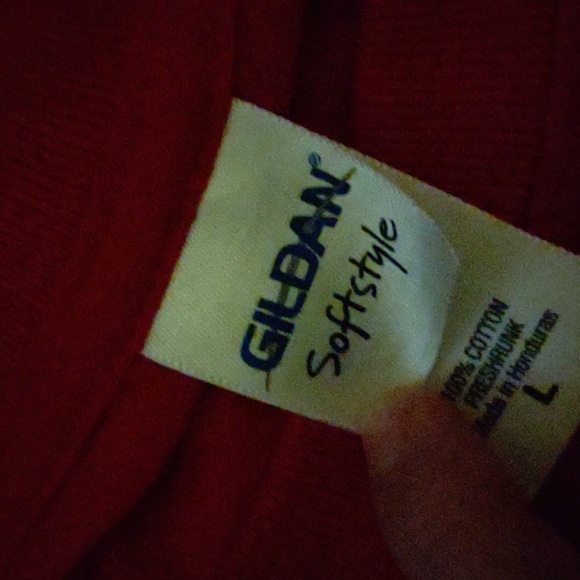 GILDAN®
Softstyle
100% COTTON
PRESHRUNK
Made in Honduras
L